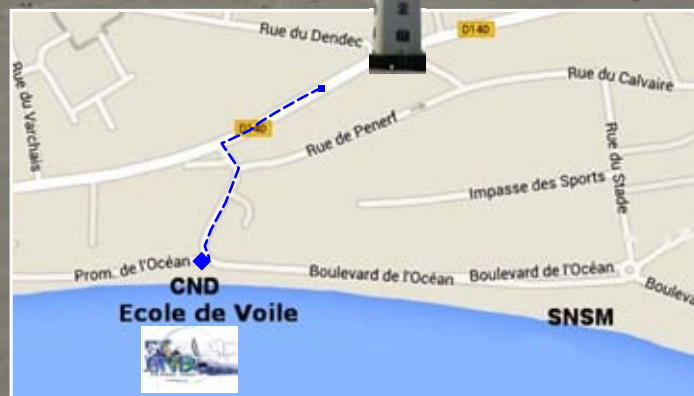 Rue du Dendec
D140
Rue du Varchais
Rue du Calvaire
D140
Rue de Penerf
Impasse des Sports
Rue du Stade
Prom. de l'Océan
Boulevard de l'Océan
Boulevard de l'Océan
Boulev
CND
Ecole de Voile
SNSM